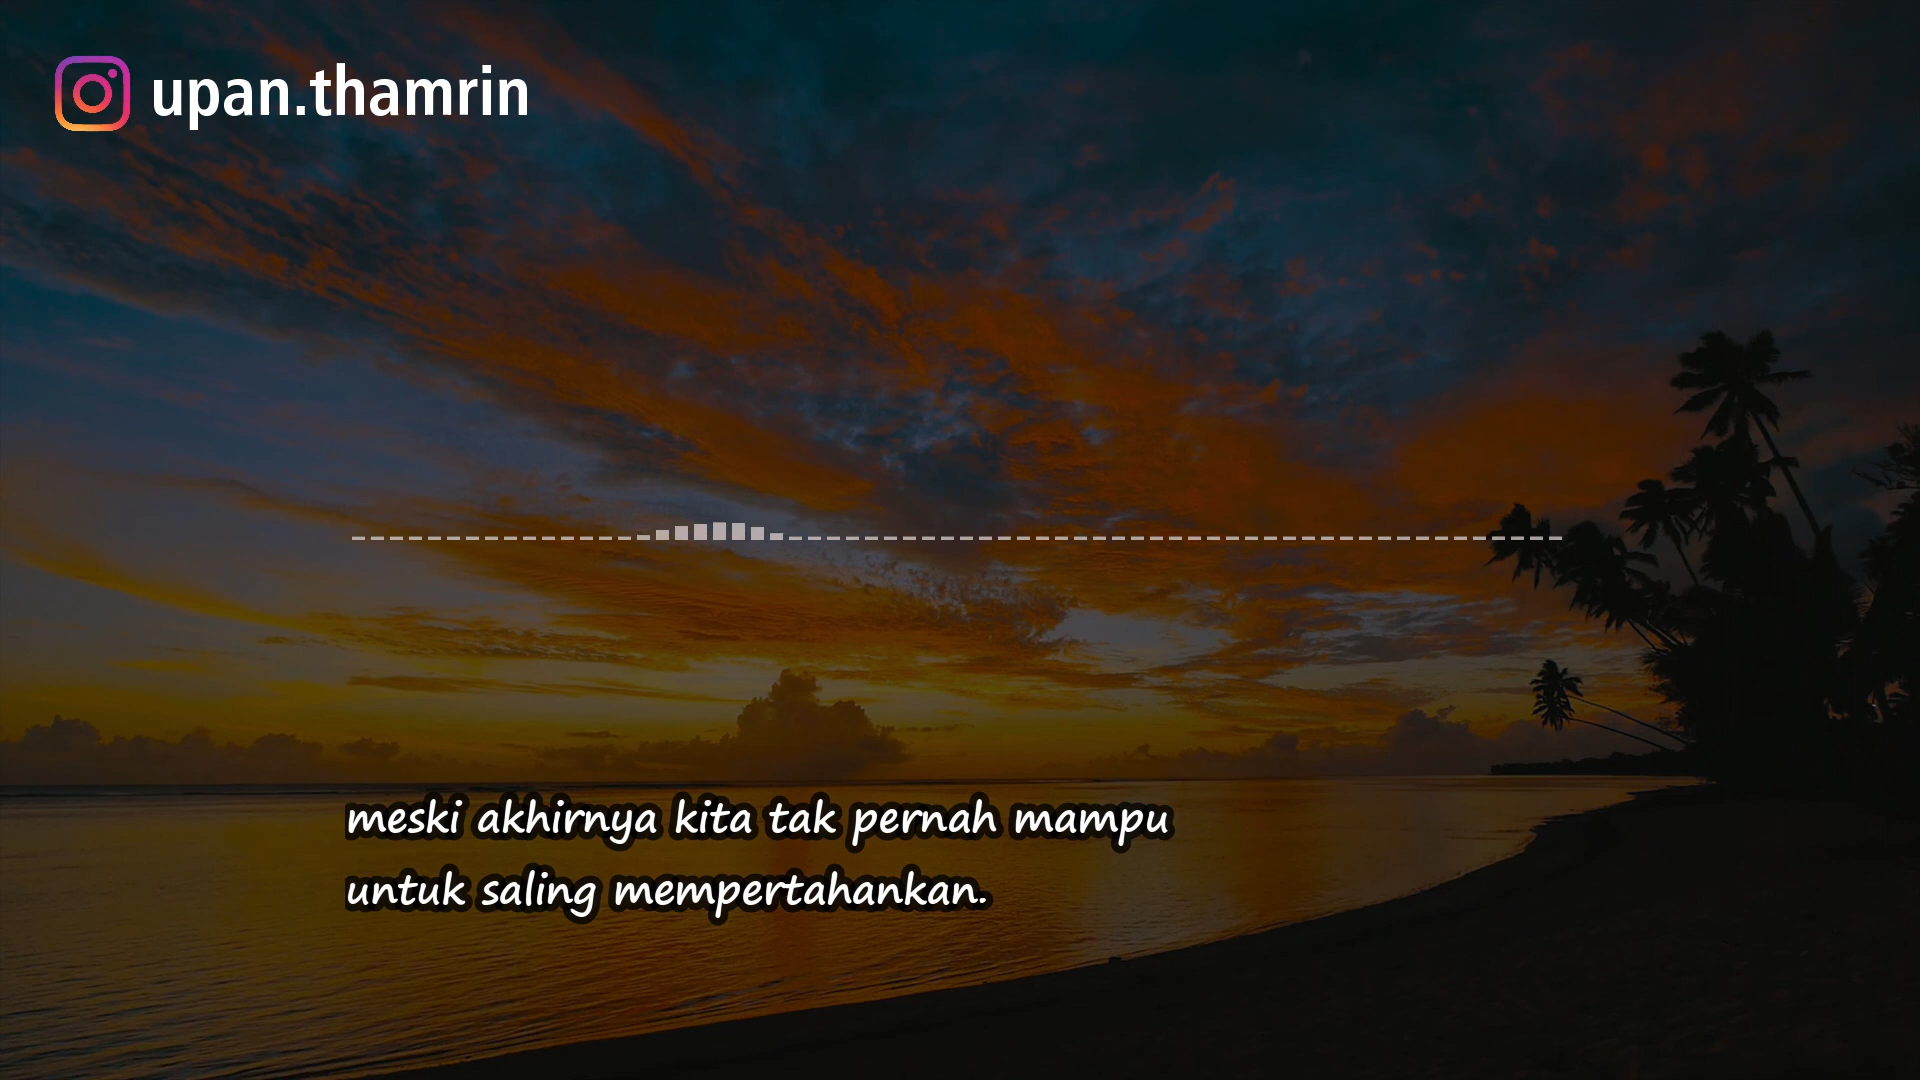 upan.thamrin
meski akhirnya kita tak pernah mampu
untuk saling mempertahankan.